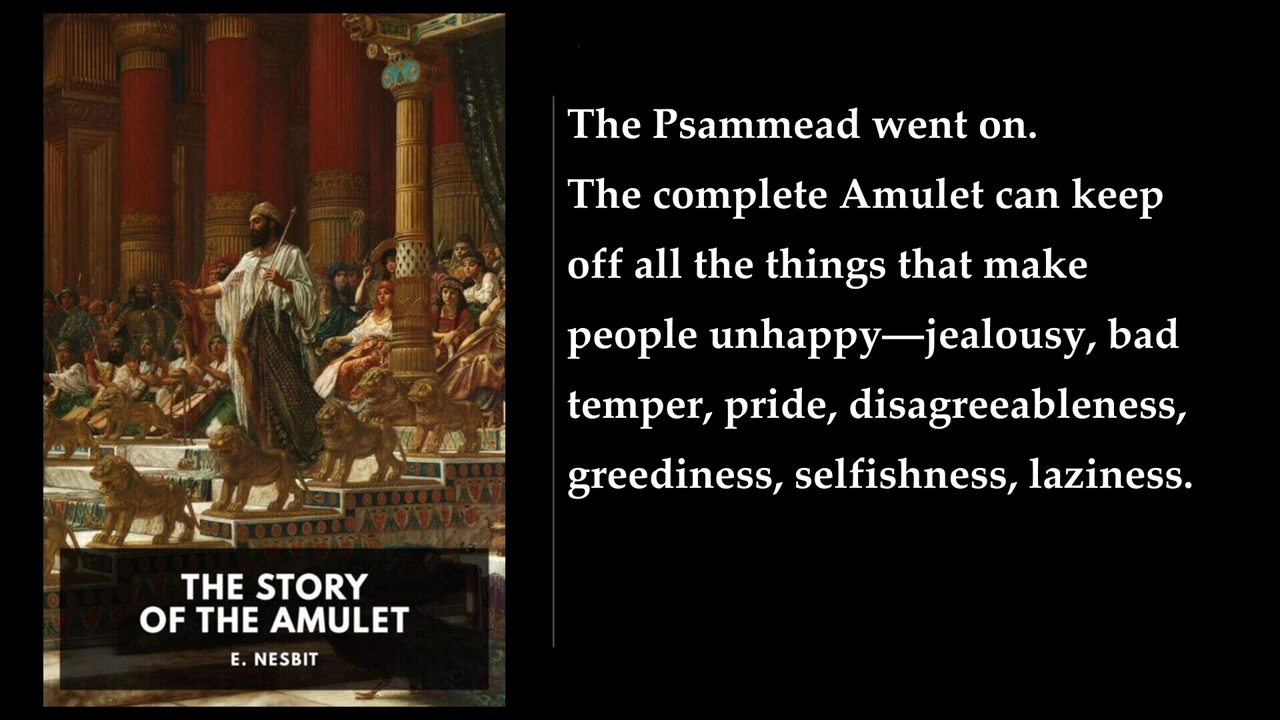 The Psammead went on.
The complete Amulet can keep
off all the things that make
people unhappy—jealousy, bad
temper, pride, disagreeableness,
greediness, selfishness, laziness.
THE STORY
OF THE AMULET
E. NESBIT